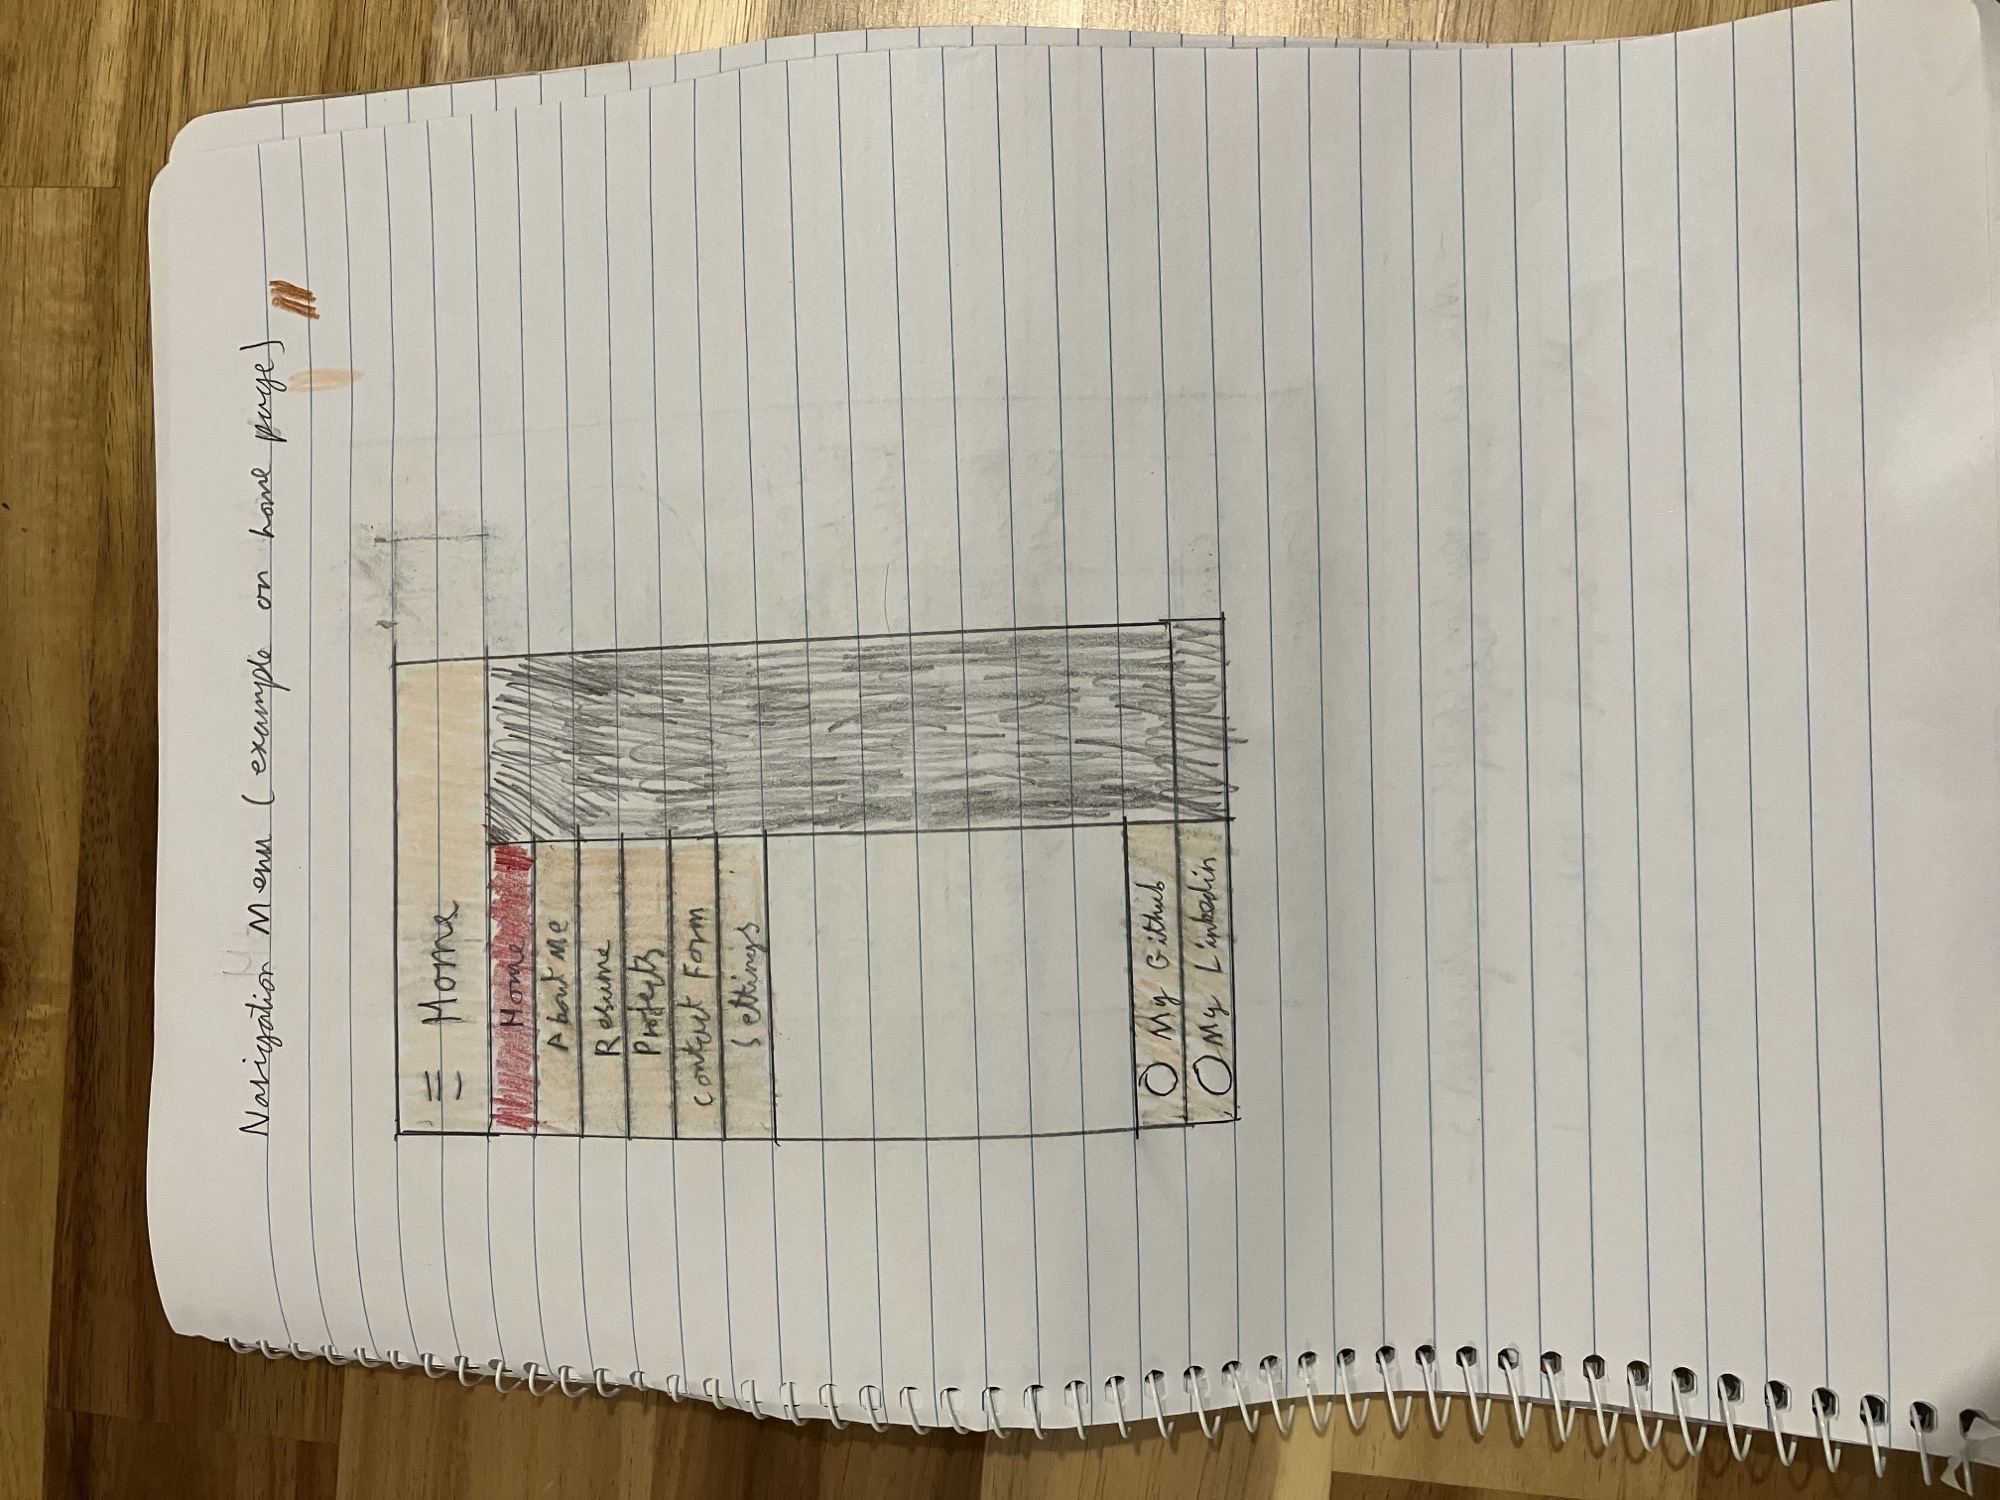 Navigation Menu (example on home page)
Home
Home
About Me
Resume
Projects
Contact Form
Settings
My Github
My Linkedin